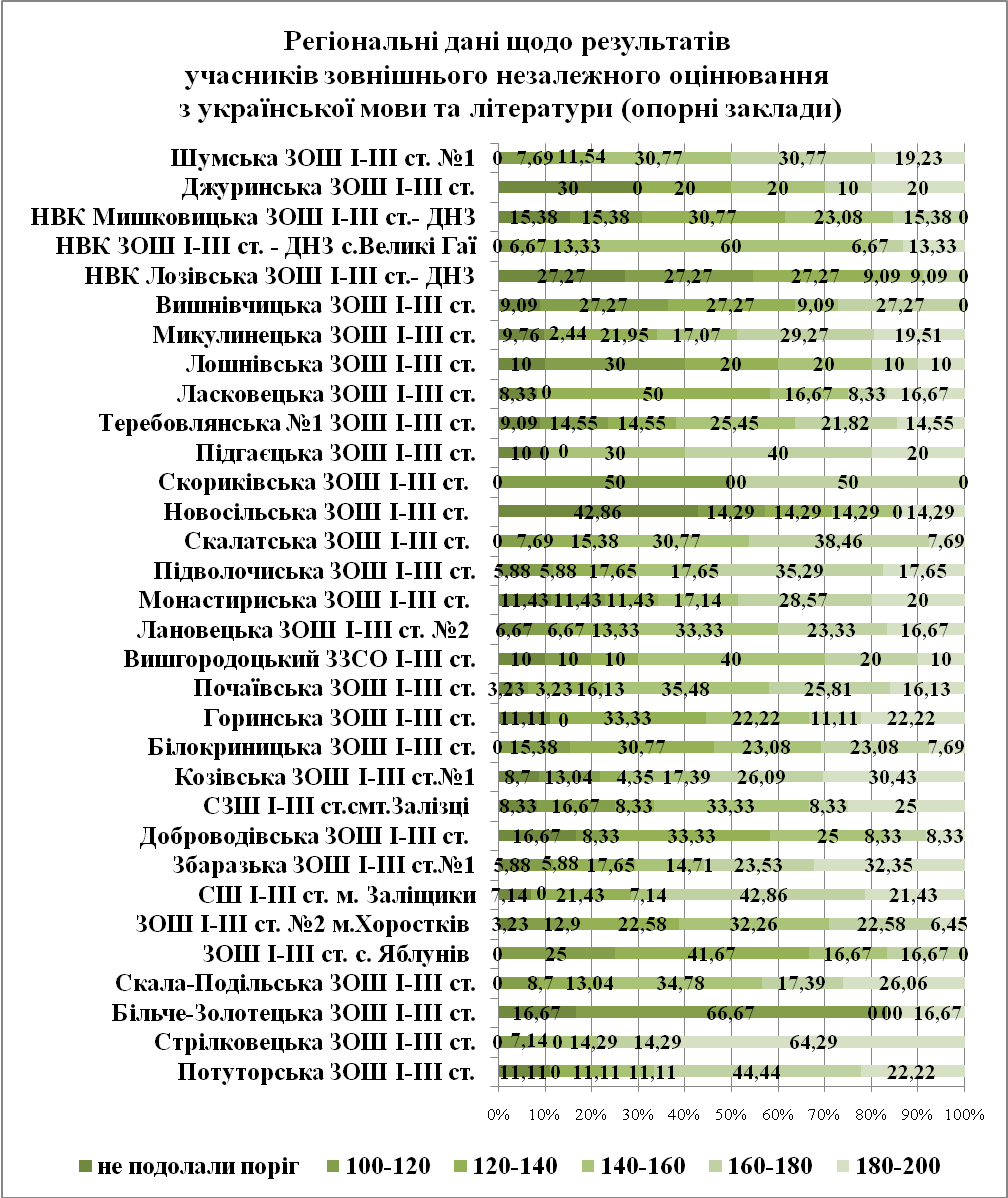 Регіональні дані щодо результатів
учасників зовнішнього незалежного оцінювання
з української мови та літератури (опорні заклади)
Шумська ЗОШ І-ІІІ ст. №1 0 7,69 11,54 30,77 30,77 19,23
Джуринська ЗОШ І-ІІІ ст. 30 0 20 20 10 20
НВК Мишковицька ЗОШ І-ІІІ ст.- ДНЗ 15,38 15,38 30,77 23,08 15,38 0
НВК ЗОШ І-ІІІ ст. - ДНЗ с.Великі Гаї 0 6,67 13,33 60 6,67 13,33
НВК Лозівська ЗОШ І-ІІІ ст.- ДНЗ 27,27 27,27 27,27 9,09 9,09 0
Вишнівчицька ЗОШ І-ІІІ ст. 9,09 27,27 27,27 9,09 27,27 0
Микулинецька ЗОШ І-ІІІ ст. 9,76 2,44 21,95 17,07 29,27 19,51
Лошнівська ЗОШ І-ІІІ ст. 10 30 20 20 10 10
Ласковецька ЗОШ І-ІІІ ст. 8,33 0 50 16,67 8,33 16,67
Теребовлянська №1 ЗОШ І-ІІІ ст. 9,09 14,55 14,55 25,45 21,82 14,55
Підгаєцька ЗОШ І-ІІІ ст. 10 0 0 30 40 20
Скориківська ЗОШ І-ІІІ ст. 0 50 0 0 50 0
Новосільська ЗОШ І-ІІІ ст. 42,86 14,29 14,29 14,29 0 14,29
Скалатська ЗОШ І-ІІІ ст. 0 7,69 15,38 30,77 38,46 7,69
Підволочиська ЗОШ І-ІІІ ст. 5,88 5,88 17,65 17,65 35,29 17,65
Монастириська ЗОШ І-ІІІ ст. 11,43 11,43 11,43 17,14 28,57 20
Лановецька ЗОШ І-ІІІ ст. №2 6,67 6,67 13,33 33,33 23,33 16,67
Вишгородоцький ЗЗСО І-ІІІ ст. 10 10 10 40 20 10
Почаївська ЗОШ І-ІІІ ст. 3,23 3,23 16,13 35,48 25,81 16,13
Горинська ЗОШ І-ІІІ ст. 11,11 0 33,33 22,22 11,11 22,22
Білокриницька ЗОШ І-ІІІ ст. 0 15,38 30,77 23,08 23,08 7,69
Козівська ЗОШ І-ІІІ ст.№1 8,7 13,04 4,35 17,39 26,09 30,43
СЗШ І-ІІІ ст.смт.Залізці 8,33 16,67 8,33 33,33 8,33 25
Доброводівська ЗОШ І-ІІІ ст. 16,67 8,33 33,33 25 8,33 8,33
Збаразька ЗОШ І-ІІІ ст.№1 5,88 5,88 17,65 14,71 23,53 32,35
СШ І-ІІІ ст. м. Заліщики 7,14 0 21,43 7,14 42,86 21,43
ЗОШ І-ІІІ ст. №2 м.Хоростків 3,23 12,9 22,58 32,26 22,58 6,45
ЗОШ І-ІІІ ст. с. Яблунів 0 25 41,67 16,67 16,67 0
Скала-Подільська ЗОШ І-ІІІ ст. 0 8,7 13,04 34,78 17,39 26,06
Більче-Золотецька ЗОШ І-ІІІ ст. 16,67 66,67 0 0 0 16,67
Стрілковецька ЗОШ І-ІІІ ст. 0 7,14 0 14,29 14,29 64,29
Потуторська ЗОШ І-ІІІ ст. 11,11 0 11,11 11,11 44,44 22,22
0% 10% 20% 30% 40% 50% 60% 70% 80% 90% 100%
не подолали поріг 100-120 120-140 140-160 160-180 180-200